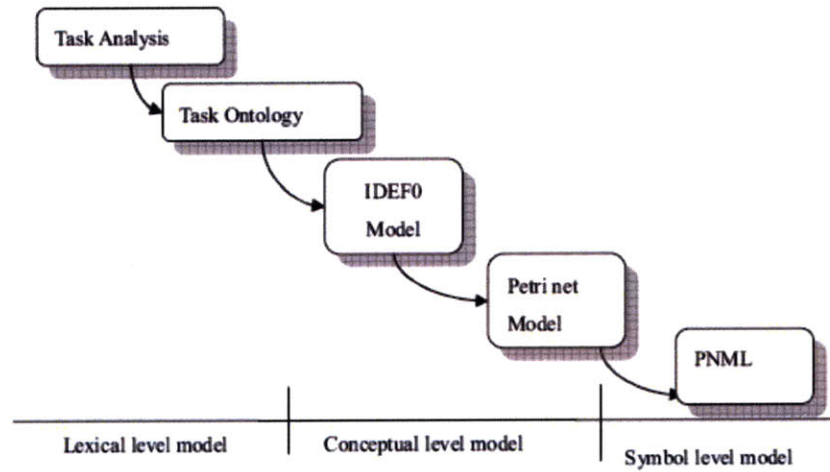 Task Analysis
Task Ontology
IDEF0
Model
Petri net
Model
PNML
Lexical level model
Conceptual level model
Symbol level model